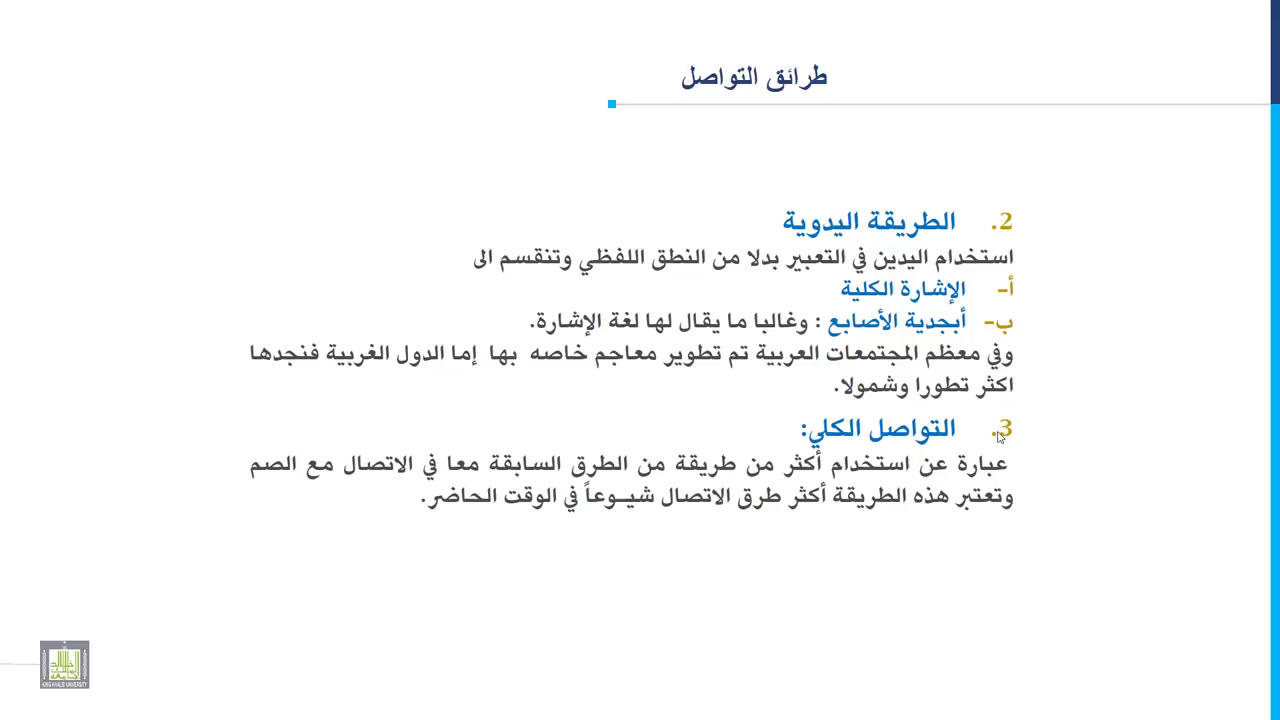 طرائق التواصل
2. الطريقة اليدوية
استخدام اليدين في التعبير بدلا من النطق اللفظي وتنقسم الى
أ- الإشارة الكلية
ب- أبجدية الأصابع : وغالبا ما يقال لها لغة الإشارة.
وفي معظم المجتمعات العربية تم تطوير معاجم خاصه بها إما الدول الغربية فنجدها
اكثر تطورا وشمولا.
3. التواصل الكلي:
عبارة عن استخدام أكثر من طريقة من الطرق السابقة معا في الاتصال مع الصم
وتعتبر هذه الطريقة أكثر طرق الاتصال شيـوعاً في الوقت الحاضر.
KING KHALID UNIVERSITY